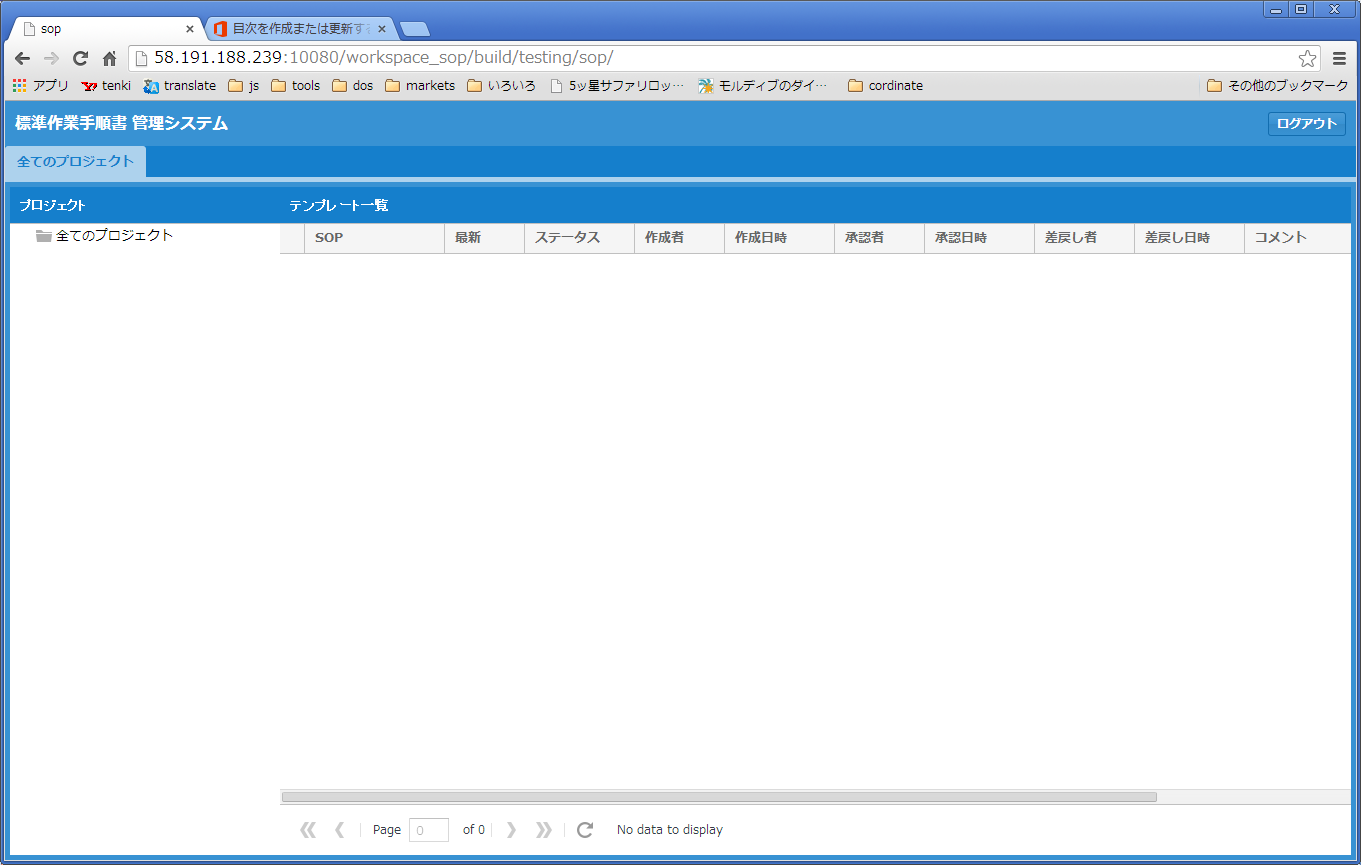 sop
目次を作成または更新する
58.191.188.239:10080/workspace_sop/build/testing/sop/
アプリ tenki translate js tools dos markets いろいろ 5ッ星サファリロッ… モルディブのダイ… cordinate その他のブックマーク
標準作業手順書 管理システム
ログアウト
全てのプロジェクト
プロジェクト テンプレート一覧
全てのプロジェクト
SOP 最新 ステータス 作成者 作成日時 承認者 承認日時 差戻し者 差戻し日時 コメント
Page 0 of 0 No data to display